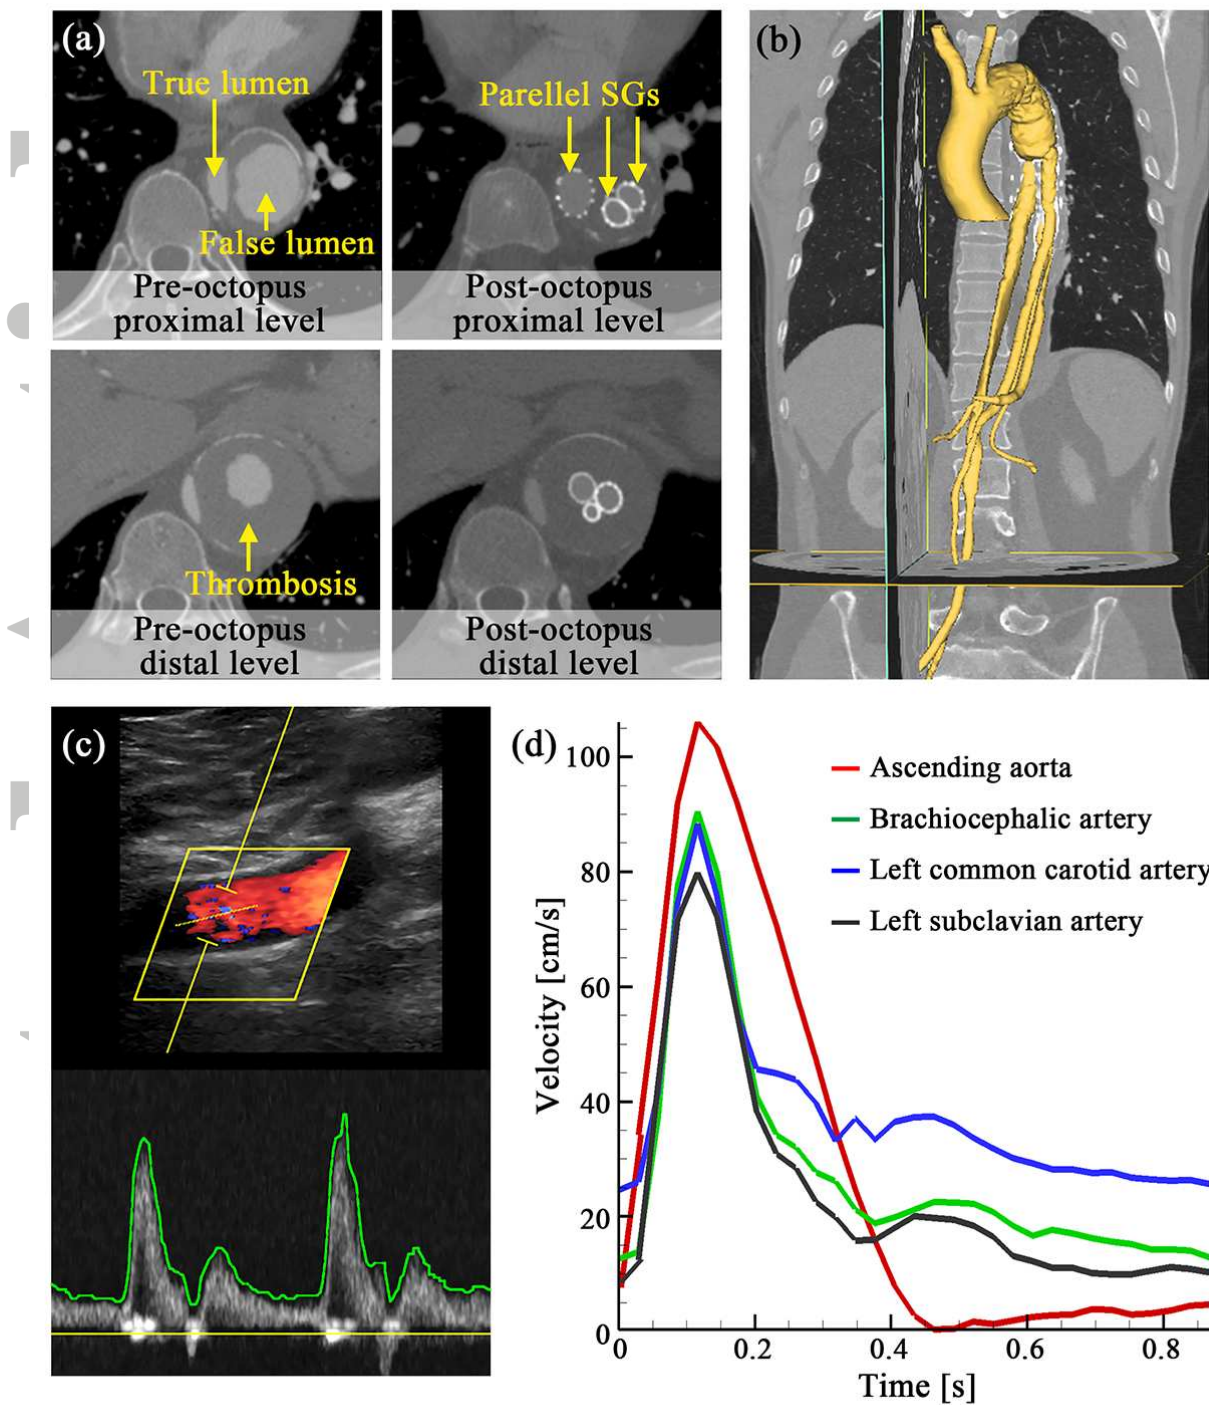 (a)
True lumen
False lumen
Pre-octopus
proximal level
Parellel SGs
Post-octopus
proximal level
Thrombosis
Pre-octopus
distal level
Post-octopus
distal level
(b)
(c)
(d)
Velocity [cm/s]
100
80
60
40
20
0
Ascending aorta
Brachiocephalic artery
Left common carotid artery
Left subclavian artery
0 0.2 0.4 0.6 0.8
Time [s]